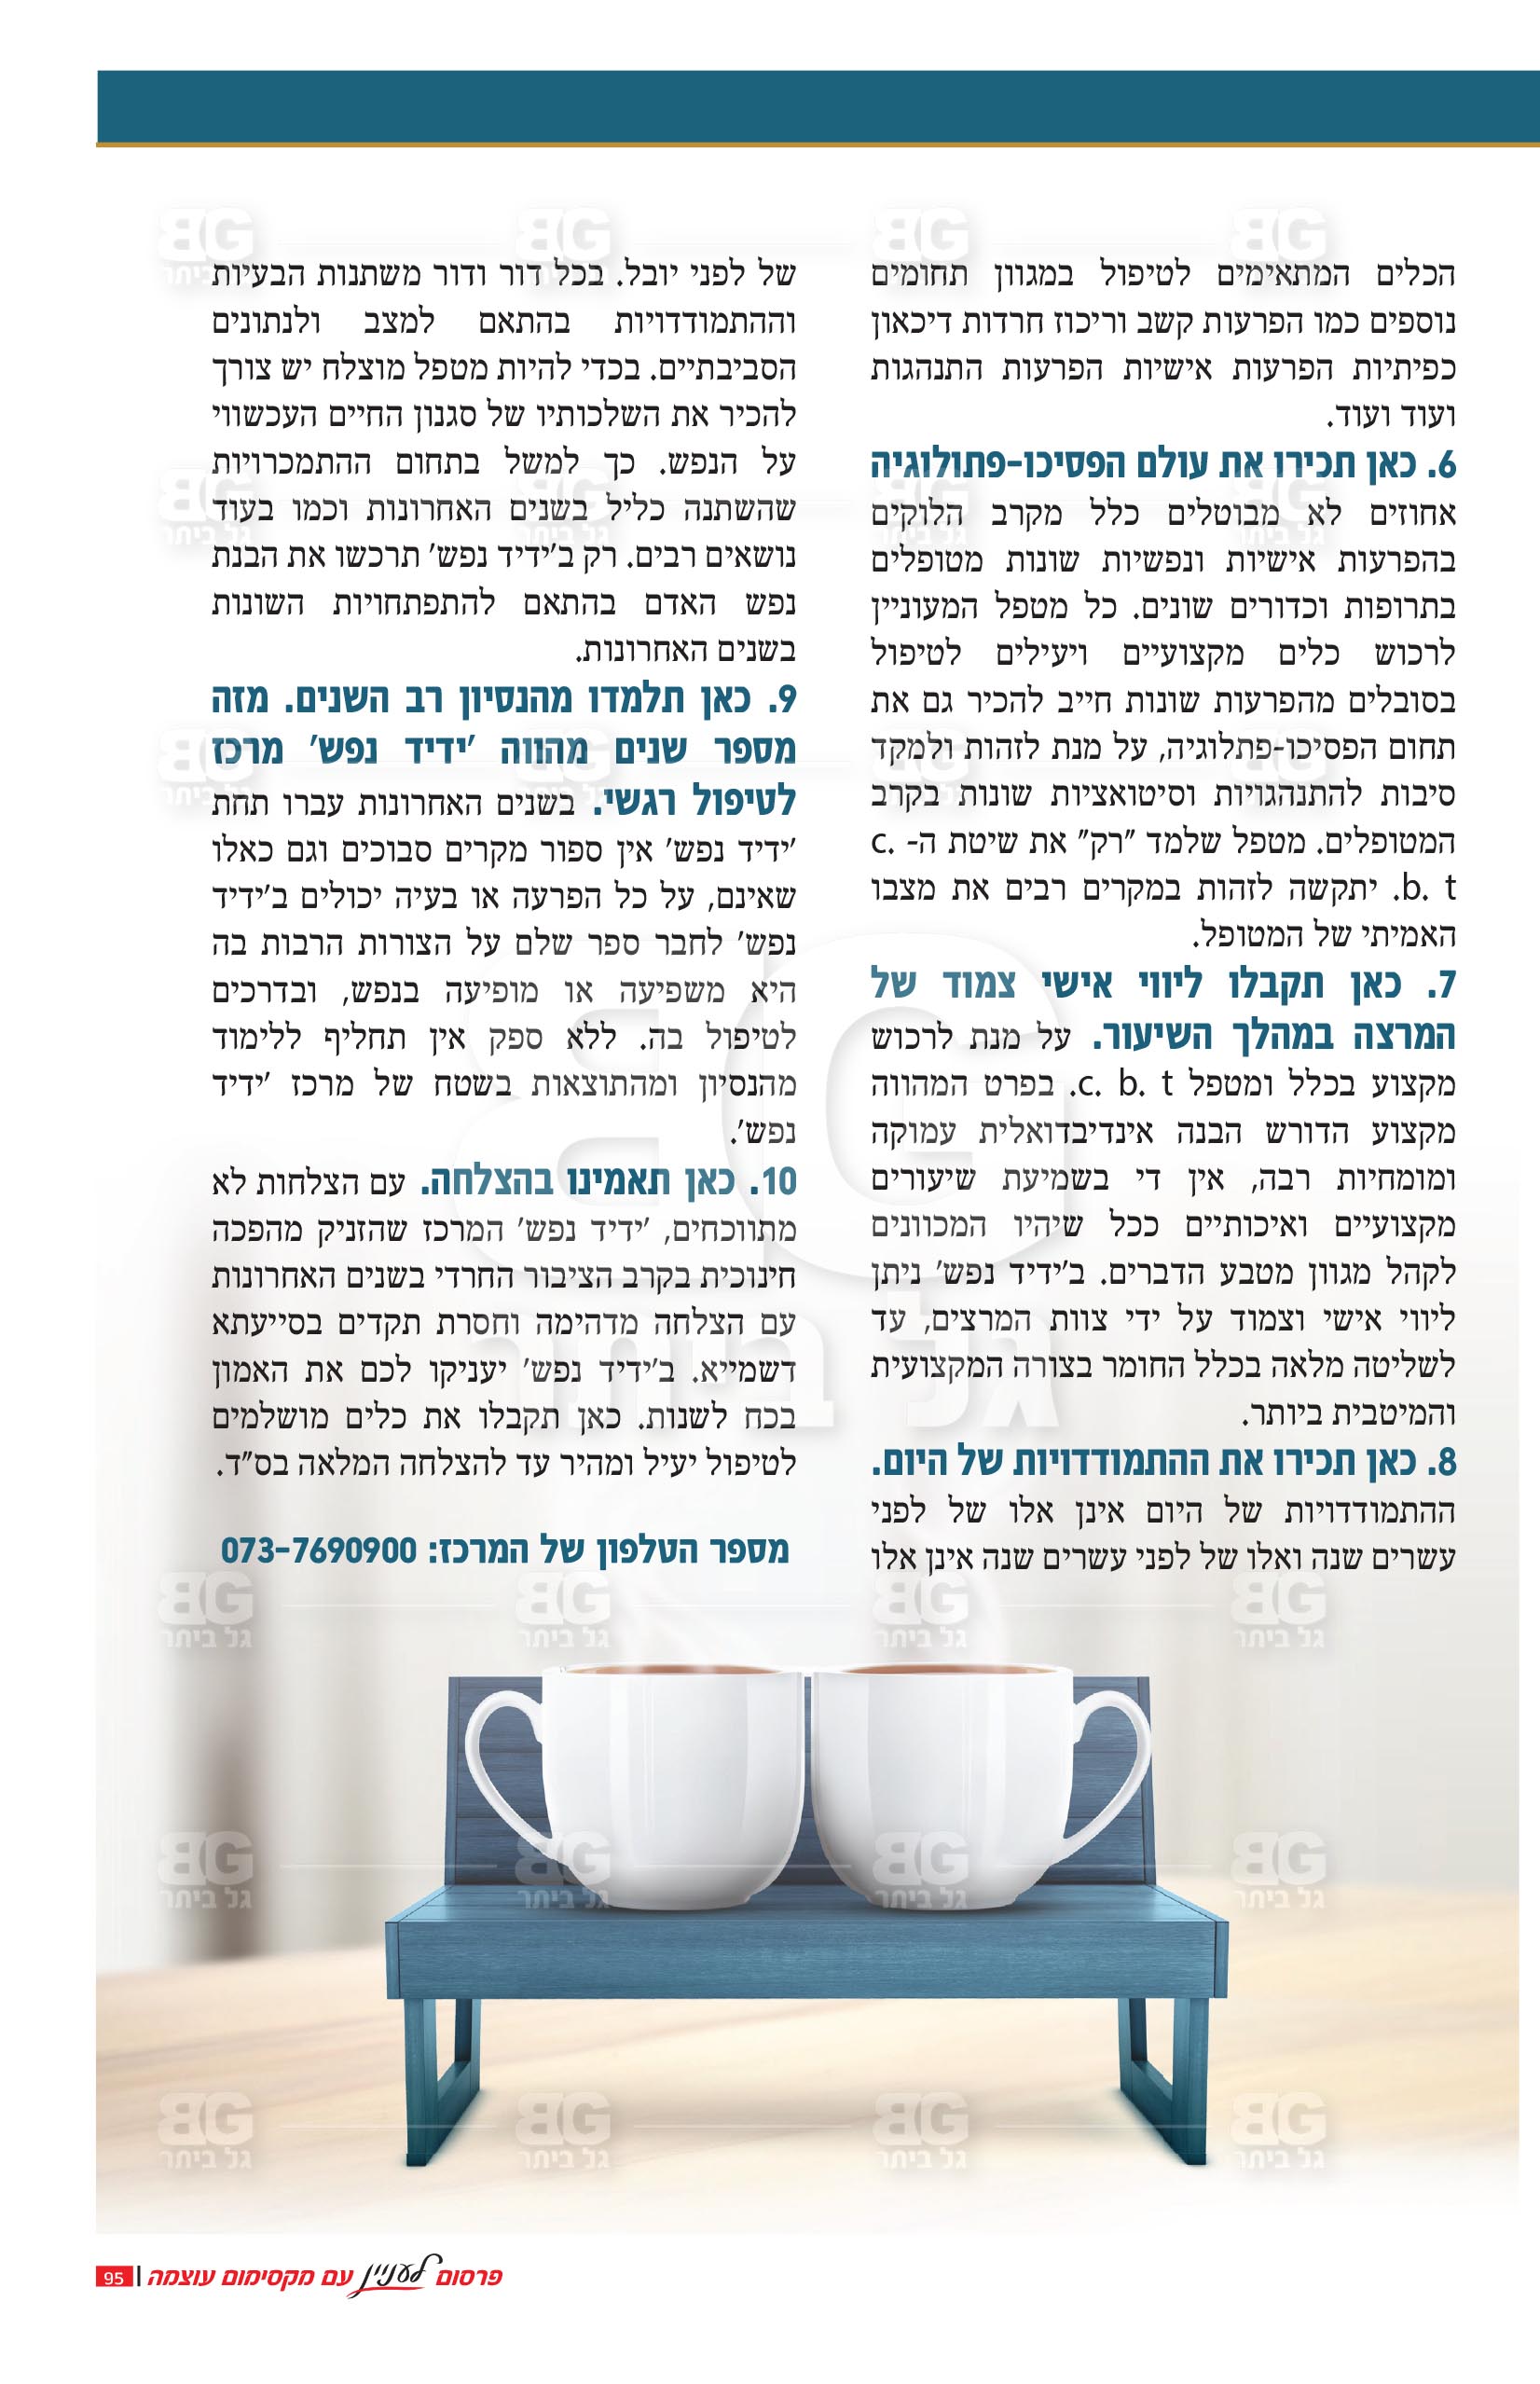 הכלים המתאימים לטיפול במגוון תחומים
נוספים כמו הפרעות קשב וריכוז חרדות דיכאון
כפיתיות הפרעות אישיות הפרעות התנהגות
ועוד ועוד.
6. כאן תכירו את עולם הפסיכו-פתולוגיה
אחוזים לא מבוטלים כלל מקרב הלוקים
בהפרעות אישיות ונפשיות שונות מטופלים
בתרופות וכדורים שונים. כל מטפל המעוניין
לרכוש כלים מקצועיים ויעילים לטיפול
בסובלים מהפרעות שונות חייב להכיר גם את
תחום הפסיכו-פתלוגיה, על מנת לזהות ולמקד
סיבות להתנהגויות וסיטואציות שונות בקרב
המטופלים. מטפל שלמד "רק" את שיטת ה- c.
b. t. יתקשה לזהות במקרים רבים את מצבו
האמיתי של המטופל.
7. כאן תקבלו ליווי אישי צמוד של
המרצה במהלך השיעור. על מנת לרכוש
מקצוע בכלל ומטפל c. b. t. בפרט המהווה
מקצוע הדורש הבנה אינדיבדואלית עמוקה
ומומחיות רבה, אין די בשמיעת שיעורים
מקצועיים ואיכותיים ככל שיהיו המכוונים
לקהל מגוון מטבע הדברים. ב'ידיד נפש' ניתן
ליווי אישי וצמוד על ידי צוות המרצים, עד
לשליטה מלאה בכלל החומר בצורה המקצועית
והמיטבית ביותר.
8. כאן תכירו את ההתמודדויות של היום.
ההתמודדויות של היום אינן אלו של לפני
עשרים שנה ואלו של לפני עשרים שנה אינן אלו
של לפני יובל. בכל דור ודור משתנות הבעיות
וההתמודדויות בהתאם למצב ולנתונים
הסביבתיים. בכדי להיות מטפל מוצלח יש צורך
להכיר את השלכותיו של סגנון החיים העכשווי
על הנפש. כך למשל בתחום ההתמכרויות
שהשתנה כליל בשנים האחרונות וכמו בעוד
נושאים רבים. רק ב'ידיד נפש' תרכשו את הבנת
נפש האדם בהתאם להתפתחויות השונות
בשנים האחרונות.
9. כאן תלמדו מהנסיון רב השנים. מזה
מספר שנים מהווה 'ידיד נפש' מרכז
לטיפול רגשי. בשנים האחרונות עברו תחת
'ידיד נפש' אין ספור מקרים סבוכים וגם כאלו
שאינם, על כל הפרעה או בעיה יכולים ב'ידיד
נפש' לחבר ספר שלם על הצורות הרבות בה
היא משפיעה או מופיעה בנפש, ובדרכים
לטיפול בה. ללא ספק אין תחליף ללימוד
מהנסיון ומהתוצאות בשטח של מרכז 'ידיד
נפש'.
10. כאן תאמינו בהצלחה. עם הצלחות לא
מתווכחים, 'ידיד נפש' המרכז שהזניק מהפכה
חינוכית בקרב הציבור החרדי בשנים האחרונות
עם הצלחה מדהימה וחסרת תקדים בסייעתא
דשמייא. ב'ידיד נפש' יעניקו לכם את האמון
בכח לשנות. כאן תקבלו את כלים מושלמים
לטיפול יעיל ומהיר עד להצלחה המלאה בס"ד.
מספר הטלפון של המרכז: 073-7690900
BG
גל ביתר
פרסום לעניין עם מקסימום עוצמה | 95